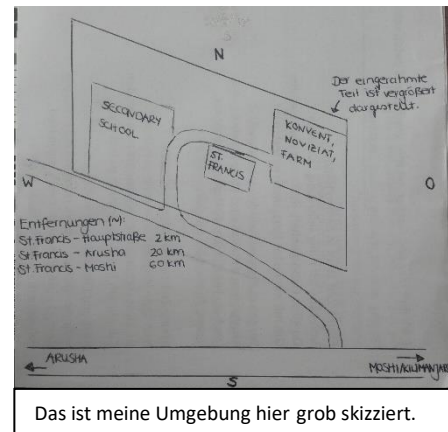 N
Der eingerahmte
Teil ist vergrößert
dargestellt.
SECONDARY
SCHOOL
KONVENT,
NOVIZIAT,
FARM
ST.
FRANCIS
W
O
Entfernungen (~):
St. Francis - Hauptstraße 2 km
St. Francis - Arusha 20 km
St. Francis - Moshi 60 km
ARUSHA
MOSHI/KILIMANJAR
S
Das ist meine Umgebung hier grob skizziert.